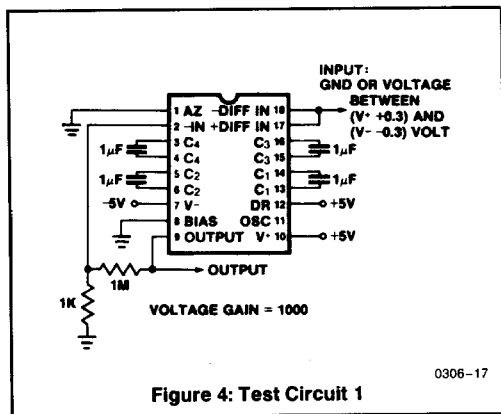 INPUT:
GND OR VOLTAGE
BETWEEN
(V+ +0.3) AND
(V− −0.3) VOLT
1 AZ −DIFF IN 18
2 −IN +DIFF IN 17
1µF 3 C4 C3 16 1µF
4 C4 C3 15
1µF 5 C2 C1 14 1µF
6 C2 C1 13
−5V 7 V− DR 12 +5V
8 BIAS OSC 11
9 OUTPUT V+ 10 +5V
1M OUTPUT
1K
VOLTAGE GAIN = 1000
0306–17
Figure 4: Test Circuit 1